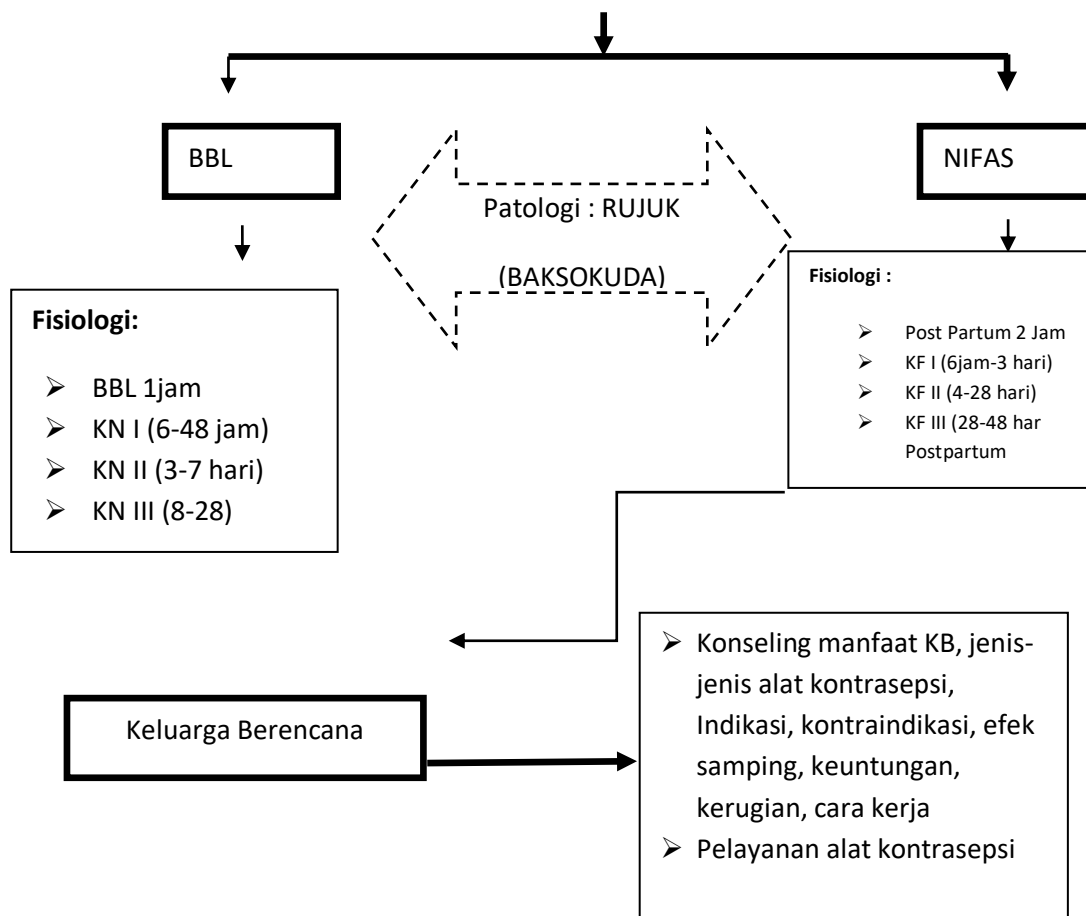 BBL
NIFAS
Patologi : RUJUK
(BAKSOKUDA)
Fisiologi:
➢ BBL 1jam
➢ KN I (6-48 jam)
➢ KN II (3-7 hari)
➢ KN III (8-28)
Fisiologi :
➢ Post Partum 2 Jam
➢ KF I (6jam-3 hari)
➢ KF II (4-28 hari)
➢ KF III (28-48 har
Postpartum
Keluarga Berencana
➢ Konseling manfaat KB, jenis-
jenis alat kontrasepsi,
Indikasi, kontraindikasi, efek
samping, keuntungan,
kerugian, cara kerja
➢ Pelayanan alat kontrasepsi